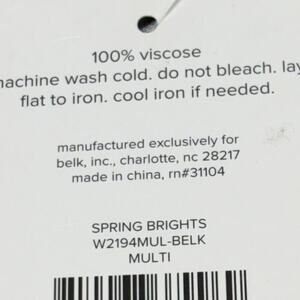 100% viscose
machine wash cold. do not bleach. lay
flat to iron. cool iron if needed.
manufactured exclusively for
belk, inc., charlotte, nc 28217
made in china, rn#31104
SPRING BRIGHTS
W2194MUL-BELK
MULTI